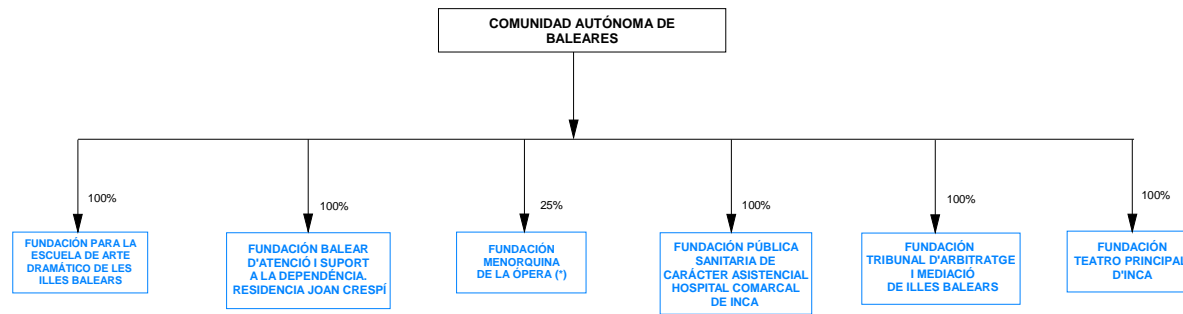 COMUNIDAD AUTÓNOMA DE
BALEARES
100%
100%
25%
100%
100%
100%
FUNDACIÓN PARA LA
ESCUELA DE ARTE
DRAMÁTICO DE LES
ILLES BALEARS
FUNDACIÓN BALEAR
D'ATENCIÓ I SUPORT
A LA DEPENDÉNCIA.
RESIDENCIA JOAN CRESPÍ
FUNDACIÓN
MENORQUINA
DE LA ÓPERA (*)
FUNDACIÓN PÚBLICA
SANITARIA DE
CARÁCTER ASISTENCIAL
HOSPITAL COMARCAL
DE INCA
FUNDACIÓN
TRIBUNAL D'ARBITRATGE
I MEDIACIÓ
DE ILLES BALEARS
FUNDACIÓN
TEATRO PRINCIPAL
D'INCA